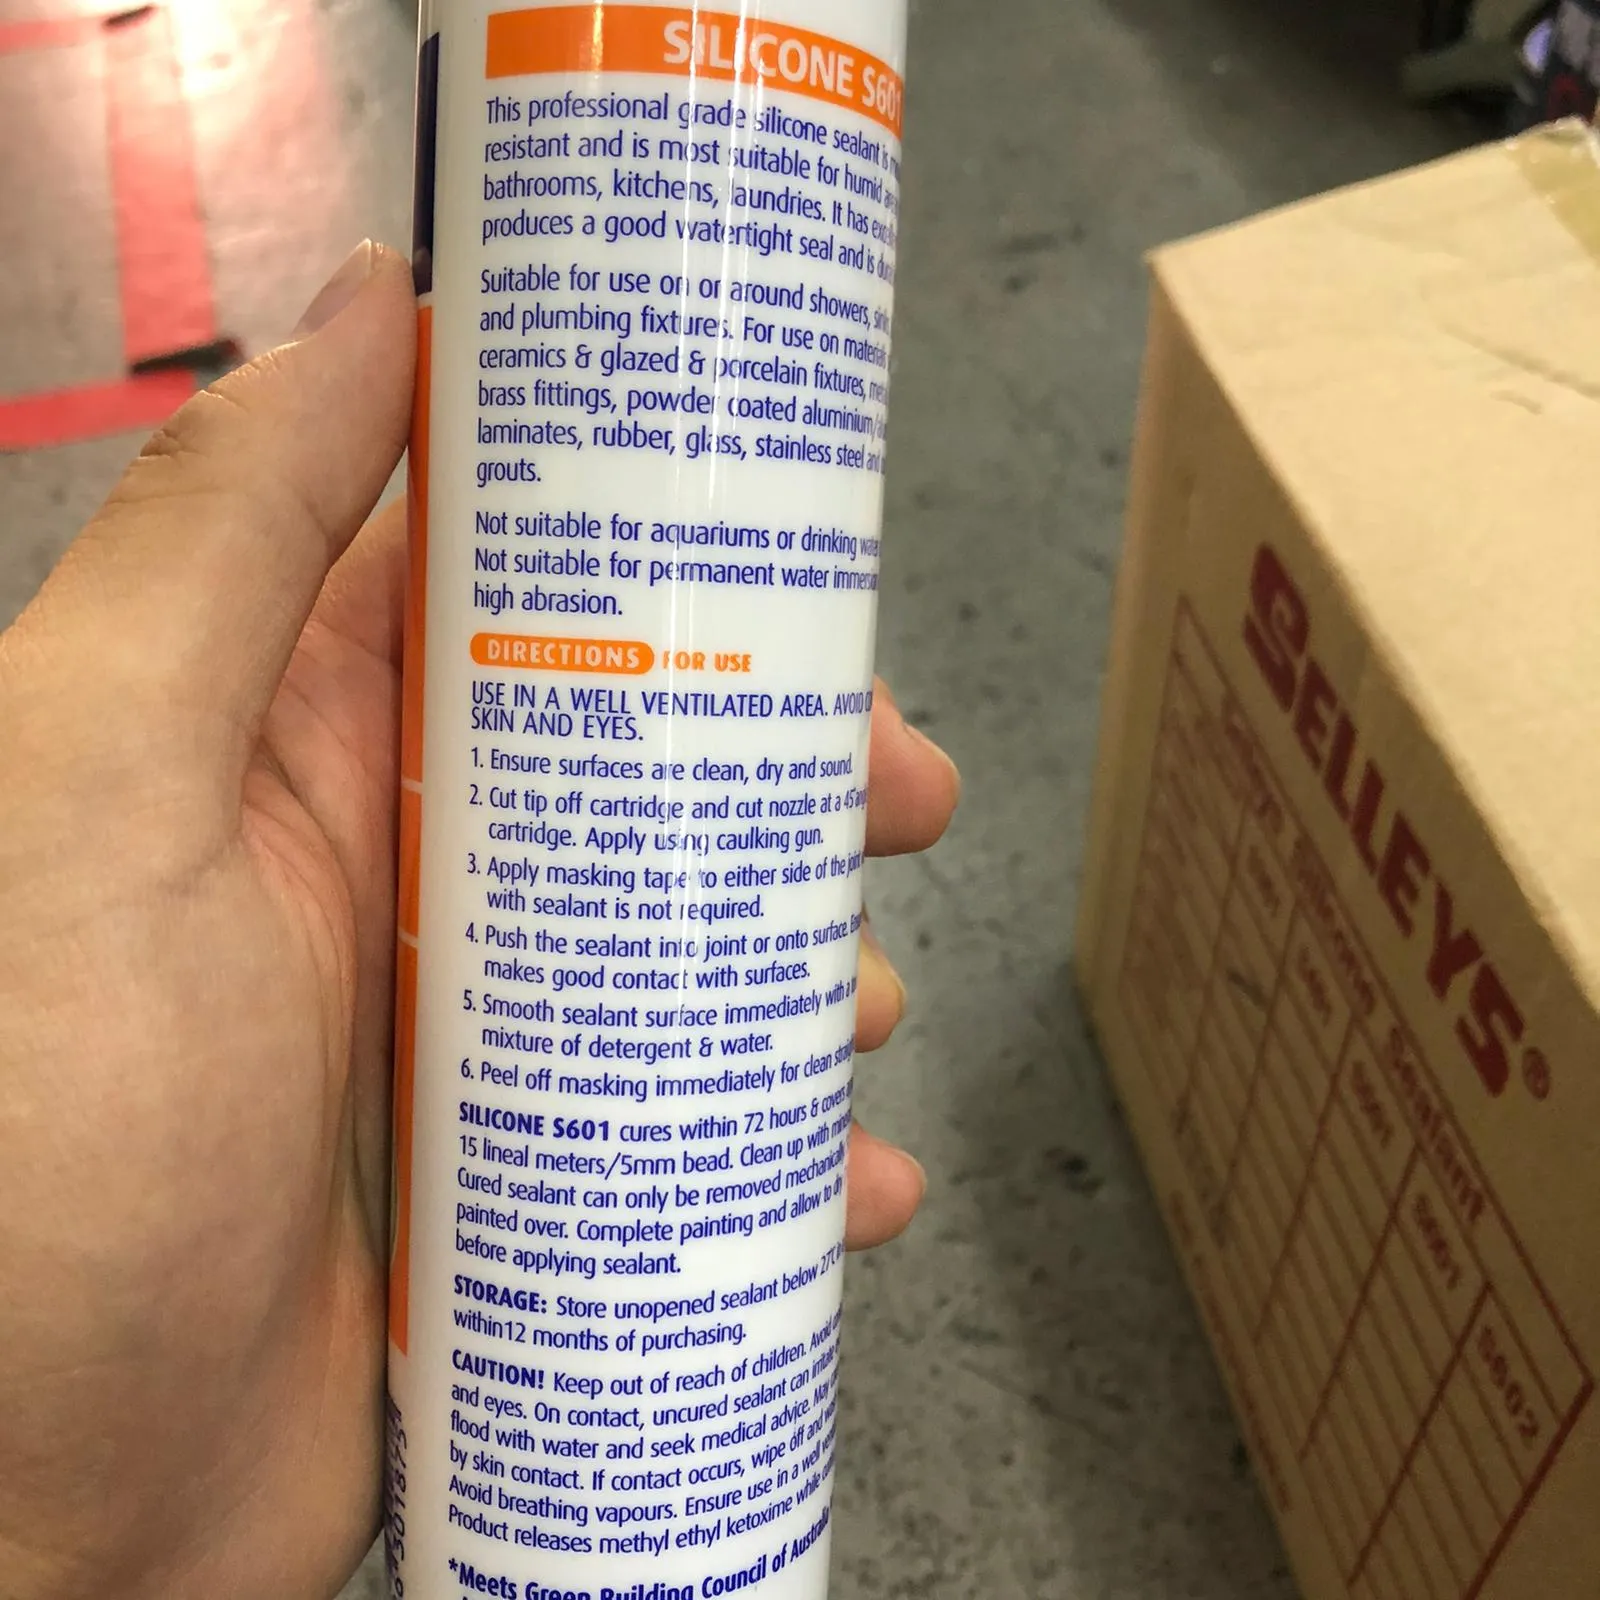 SILICONE S601
This professional grade silicone sealant is
resistant and is most suitable for humid
bathrooms, kitchens, laundries. It has
produces a good watertight seal and is
Suitable for use on or around showers,
and plumbing fixtures. For use on materials
ceramics & glazed & porcelain fixtures,
brass fittings, powder coated aluminium/
laminates, rubber, glass, stainless steel and
grouts.
Not suitable for aquariums or drinking water
Not suitable for permanent water
high abrasion.
DIRECTIONS FOR USE
USE IN A WELL VENTILATED AREA. AVOID
SKIN AND EYES.
1. Ensure surfaces are clean, dry and sound.
2. Cut tip off cartridge and cut nozzle at a 45°
cartridge. Apply using caulking gun.
3. Apply masking tape to either side of the joint
with sealant is not required.
4. Push the sealant into joint or onto surface.
makes good contact with surfaces.
5. Smooth sealant surface immediately with a
mixture of detergent & water.
6. Peel off masking immediately for clean
SILICONE S601 cures within 72 hours & covers
15 lineal meters/5mm bead. Clean up with
Cured sealant can only be removed mechanically
painted over. Complete painting and allow to dry
before applying sealant.
STORAGE: Store unopened sealant below 27°C
within12 months of purchasing.
CAUTION! Keep out of reach of children. Avoid
and eyes. On contact, uncured sealant can irritate
flood with water and seek medical advice. May
by skin contact. If contact occurs, wipe off and
Avoid breathing vapours. Ensure use in a well
Product releases methyl ethyl ketoxime while
*Meets Green Building Council of Australia
SELLEYS®
Silicone Sealant
S601
S601
S601
S601